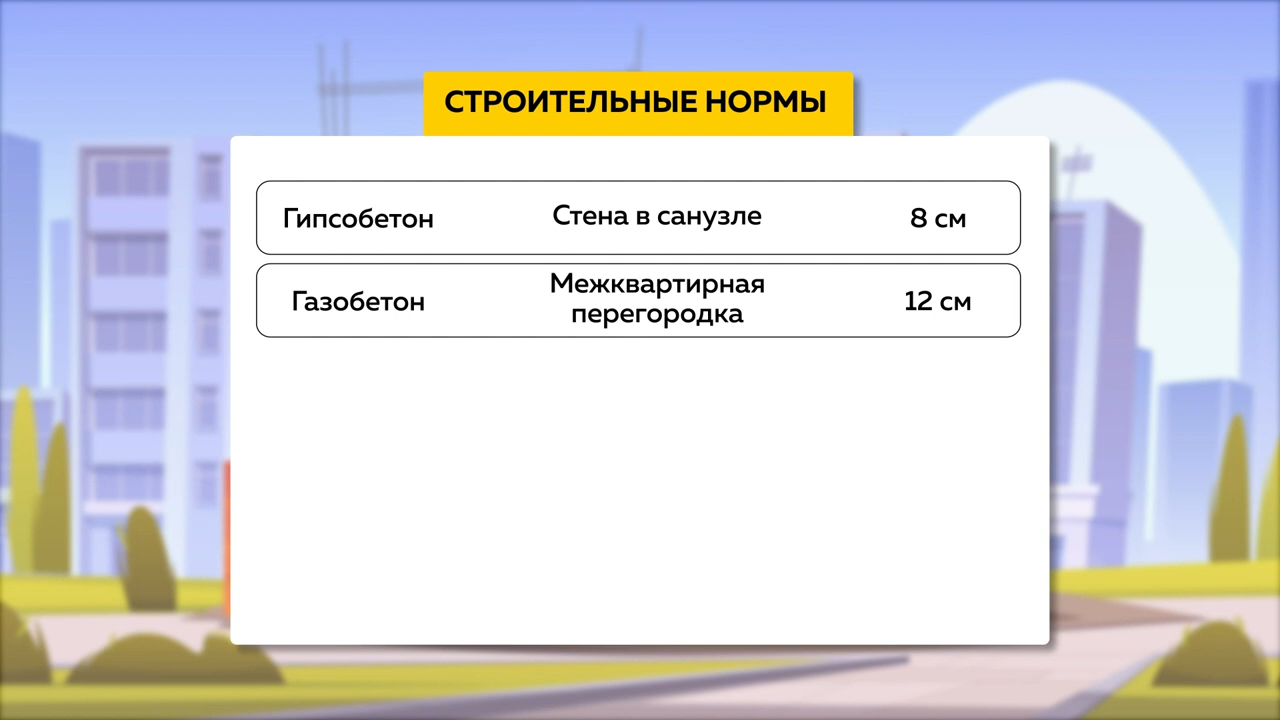 СТРОИТЕЛЬНЫЕ НОРМЫ
Гипсобетон Стена в санузле 8 см
Газобетон Межквартирная перегородка 12 см